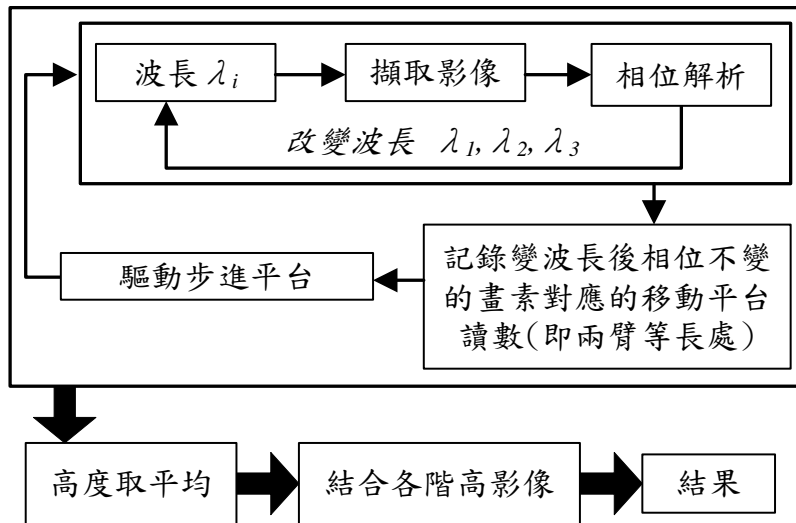 波長 λi
擷取影像
相位解析
改變波長 λ1, λ2, λ3
驅動步進平台
記錄變波長後相位不變
的畫素對應的移動平台
讀數(即兩臂等長處)
高度取平均
結合各階高影像
結果